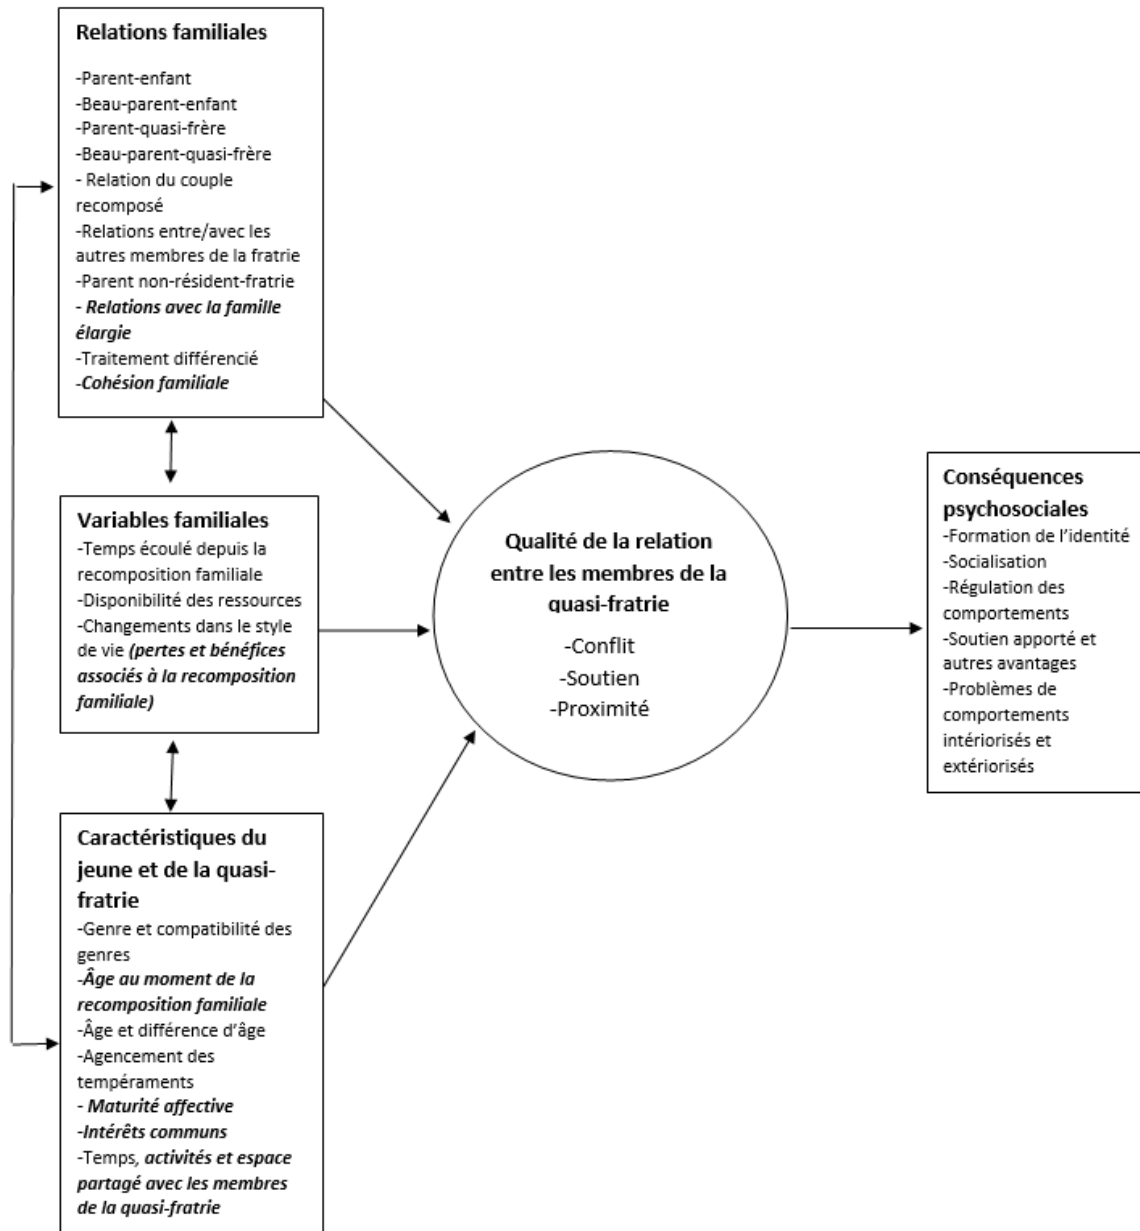 Relations familiales
-Parent-enfant
-Beau-parent-enfant
-Parent-quasi-frère
-Beau-parent-quasi-frère
- Relation du couple
recomposé
-Relations entre/avec les
autres membres de la fratrie
-Parent non-résident-fratrie
- Relations avec la famille
élargie
-Traitement différencié
-Cohésion familiale
Variables familiales
-Temps écoulé depuis la
recomposition familiale
-Disponibilité des ressources
-Changements dans le style
de vie (pertes et bénéfices
associés à la recomposition
familiale)
Caractéristiques du
jeune et de la quasi-
fratrie
-Genre et compatibilité des
genres
-Âge au moment de la
recomposition familiale
-Âge et différence d’âge
-Agencement des
tempéraments
- Maturité affective
-Intérêts communs
-Temps, activités et espace
partagé avec les membres
de la quasi-fratrie
Qualité de la relation
entre les membres de la
quasi-fratrie
-Conflit
-Soutien
-Proximité
Conséquences
psychosociales
-Formation de l’identité
-Socialisation
-Régulation des
comportements
-Soutien apporté et
autres avantages
-Problèmes de
comportements
intériorisés et
extériorisés